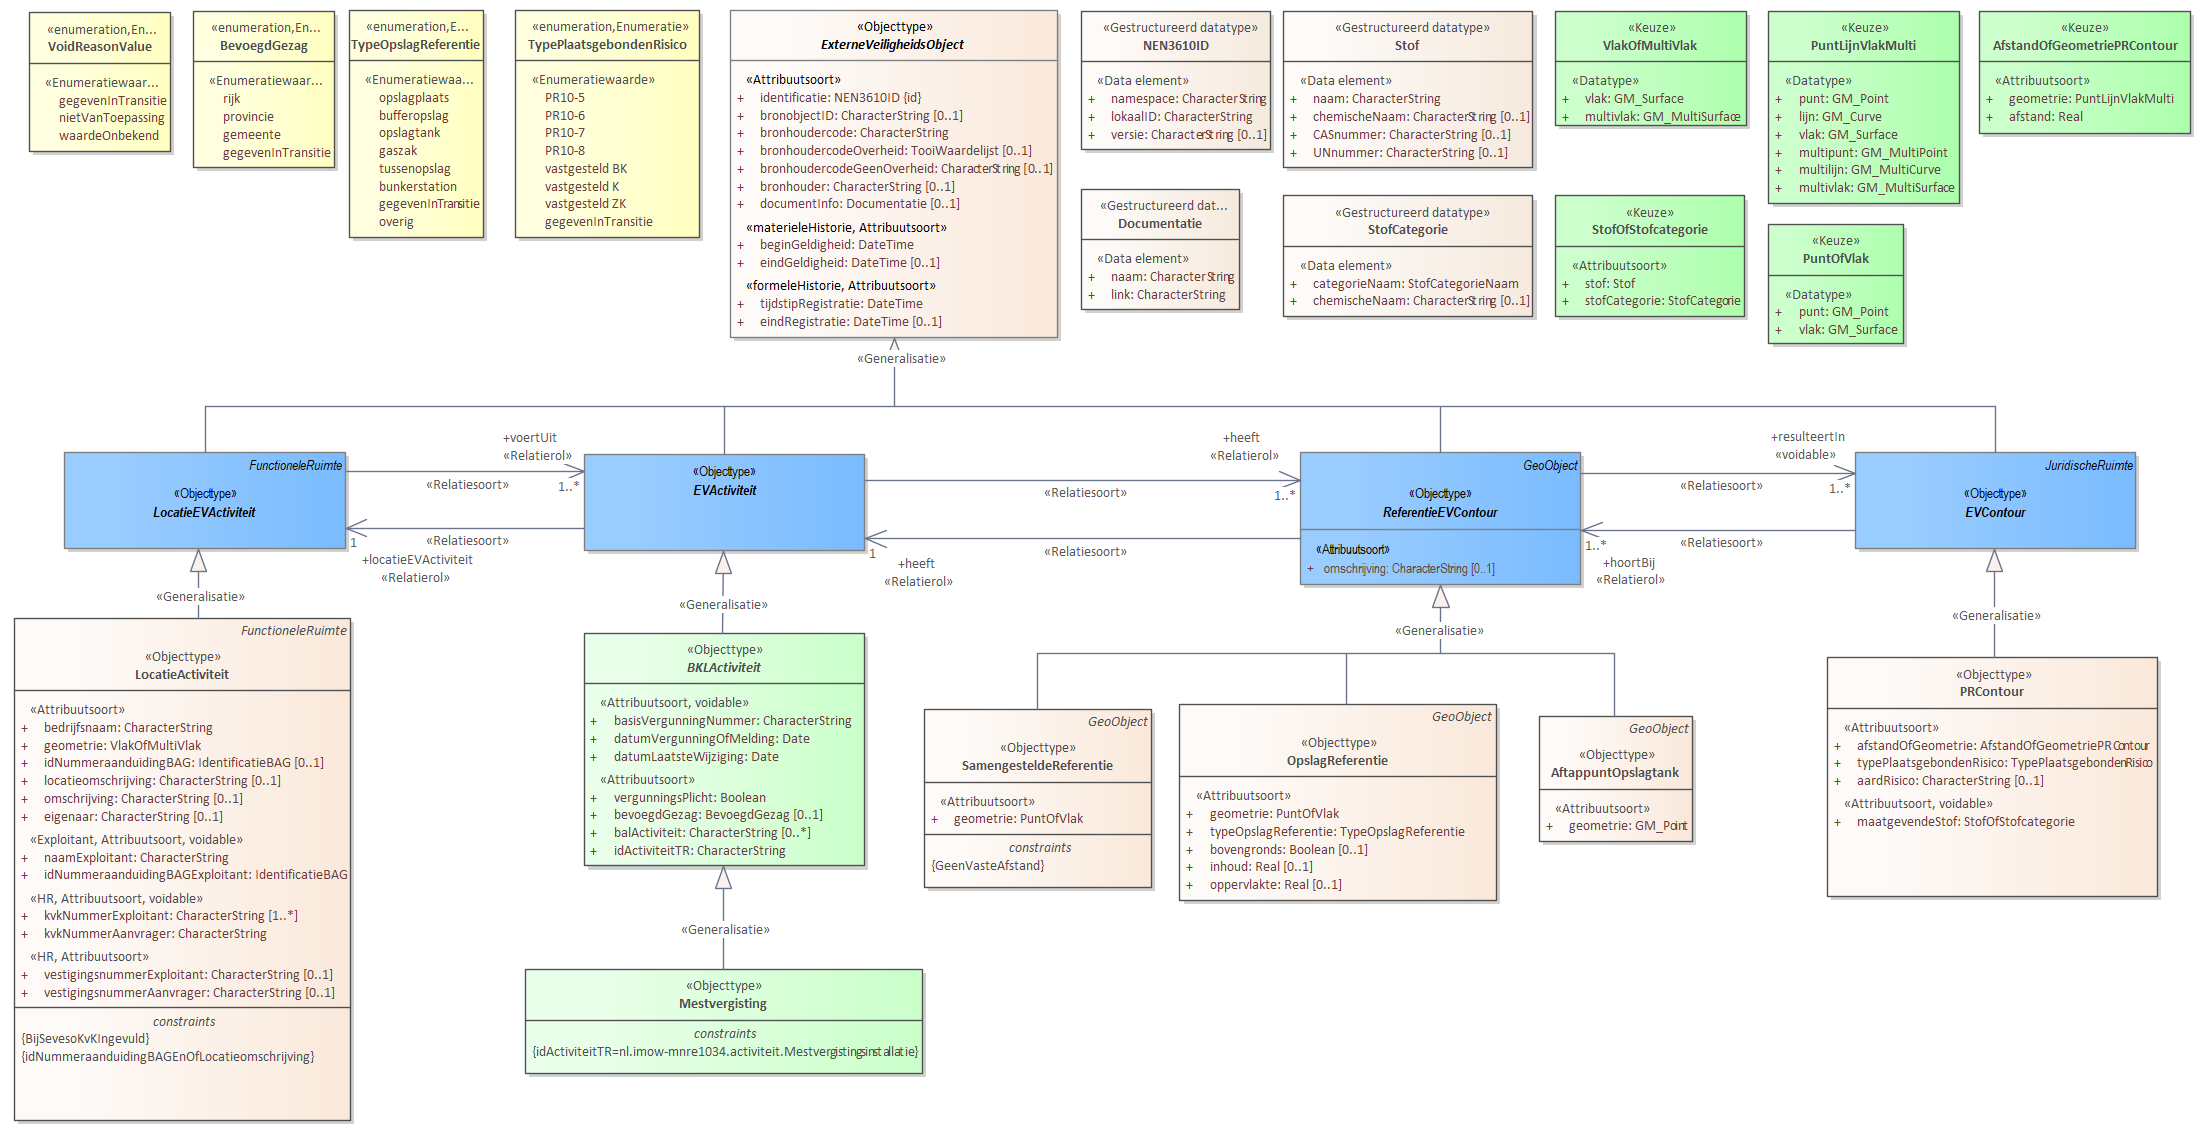 «enumeration,En...
VoidReasonValue
«Enumeratiewaar...
gegevenInTransitie
nietVanToepassing
waardeOnbekend
«enumeration,En...
BevoegdGezag
«Enumeratiewaar...
rijk
provincie
gemeente
gegevenInTransitie
«enumeration,E...
TypeOpslagReferentie
«Enumeratiewaa...
opslagplaats
bufferopslag
opslagtank
gaszak
tussenopslag
bunkerstation
gegevenInTransitie
overig
«enumeration,Enumeratie»
TypePlaatsgebondenRisico
«Enumeratiewaarde»
PR10-5
PR10-6
PR10-7
PR10-8
vastgesteld BK
vastgesteld K
vastgesteld ZK
gegevenInTransitie
«Objecttype»
ExterneVeiligheidsObject
«Attribuutsoort»
+ identificatie: NEN3610ID {id}
+ bronobjectID: CharacterString [0..1]
+ bronhoudercode: CharacterString
+ bronhoudercodeOverheid: TooiWaardelijst [0..1]
+ bronhoudercodeGeenOverheid: CharacterString [0..1]
+ bronhouder: CharacterString [0..1]
+ documentInfo: Documentatie [0..1]
«materieleHistorie, Attribuutsoort»
+ beginGeldigheid: DateTime
+ eindGeldigheid: DateTime [0..1]
«formeleHistorie, Attribuutsoort»
+ tijdstipRegistratie: DateTime
+ eindRegistratie: DateTime [0..1]
«Gestructureerd datatype»
NEN3610ID
«Data element»
+ namespace: CharacterString
+ lokaalID: CharacterString
+ versie: CharacterString [0..1]
«Gestructureerd dat...
Documentatie
«Data element»
+ naam: CharacterString
+ link: CharacterString
«Gestructureerd datatype»
Stof
«Data element»
+ naam: CharacterString
+ chemischeNaam: CharacterString [0..1]
+ CASnummer: CharacterString [0..1]
+ UNnummer: CharacterString [0..1]
«Gestructureerd datatype»
StofCategorie
«Data element»
+ categorieNaam: StofCategorieNaam
+ chemischeNaam: CharacterString [0..1]
«Keuze»
VlakOfMultiVlak
«Datatype»
+ vlak: GM_Surface
+ multivlak: GM_MultiSurface
«Keuze»
StofOfStofcategorie
«Attribuutsoort»
+ stof: Stof
+ stofCategorie: StofCategorie
«Keuze»
PuntLijnVlakMulti
«Datatype»
+ punt: GM_Point
+ lijn: GM_Curve
+ vlak: GM_Surface
+ multipunt: GM_MultiPoint
+ multilijn: GM_MultiCurve
+ multivlak: GM_MultiSurface
«Keuze»
PuntOfVlak
«Datatype»
+ punt: GM_Point
+ vlak: GM_Surface
«Keuze»
AfstandOfGeometriePRContour
«Attribuutsoort»
+ geometrie: PuntLijnVlakMulti
+ afstand: Real
«Generalisatie»
FunctioneleRuimte
«Objecttype»
LocatieEVActiviteit
+voertUit
«Relatierol»
1..*
«Relatiesoort»
«Relatiesoort»
1
+locatieEVActiviteit
«Relatierol»
«Objecttype»
EVActiviteit
+heeft
«Relatierol»
1..*
«Relatiesoort»
«Relatiesoort»
1
+heeft
«Relatierol»
GeoObject
«Objecttype»
ReferentieEVContour
«Attribuutsoort»
+ omschrijving: CharacterString [0..1]
+resulteertIn
«voidable»
1..*
«Relatiesoort»
«Relatiesoort»
1..*
+hoortBij
«Relatierol»
JuridischeRuimte
«Objecttype»
EVContour
«Generalisatie»
«Generalisatie»
«Generalisatie»
«Generalisatie»
FunctioneleRuimte
«Objecttype»
LocatieActiviteit
«Attribuutsoort»
+ bedrijfsnaam: CharacterString
+ geometrie: VlakOfMultiVlak
+ idNummeraanduidingBAG: IdentificatieBAG [0..1]
+ locatieomschrijving: CharacterString [0..1]
+ omschrijving: CharacterString [0..1]
+ eigenaar: CharacterString [0..1]
«Exploitant, Attribuutsoort, voidable»
+ naamExploitant: CharacterString
+ idNummeraanduidingBAGExploitant: IdentificatieBAG
«HR, Attribuutsoort, voidable»
+ kvkNummerExploitant: CharacterString [1..*]
+ kvkNummerAanvrager: CharacterString
«HR, Attribuutsoort»
+ vestigingsnummerExploitant: CharacterString [0..1]
+ vestigingsnummerAanvrager: CharacterString [0..1]
constraints
{BijSevesoKvKIngevuld}
{idNummeraanduidingBAGEnOfLocatieomschrijving}
«Objecttype»
BKLActiviteit
«Attribuutsoort, voidable»
+ basisVergunningNummer: CharacterString
+ datumVergunningOfMelding: Date
+ datumLaatsteWijziging: Date
«Attribuutsoort»
+ vergunningsPlicht: Boolean
+ bevoegdGezag: BevoegdGezag [0..1]
+ balActiviteit: CharacterString [0..*]
+ idActiviteitTR: CharacterString
«Generalisatie»
«Objecttype»
Mestvergisting
constraints
{idActiviteitTR=nl.imow-mnre1034.activiteit.Mestvergistingsinstallatie}
GeoObject
«Objecttype»
SamengesteldeReferentie
«Attribuutsoort»
+ geometrie: PuntOfVlak
constraints
{GeenVasteAfstand}
GeoObject
«Objecttype»
OpslagReferentie
«Attribuutsoort»
+ geometrie: PuntOfVlak
+ typeOpslagReferentie: TypeOpslagReferentie
+ bovengronds: Boolean [0..1]
+ inhoud: Real [0..1]
+ oppervlakte: Real [0..1]
GeoObject
«Objecttype»
AftappuntOpslagtank
«Attribuutsoort»
+ geometrie: GM_Point
«Objecttype»
PRContour
«Attribuutsoort»
+ afstandOfGeometrie: AfstandOfGeometriePRContour
+ typePlaatsgebondenRisico: TypePlaatsgebondenRisico
+ aardRisico: CharacterString [0..1]
«Attribuutsoort, voidable»
+ maatgevendeStof: StofOfStofcategorie